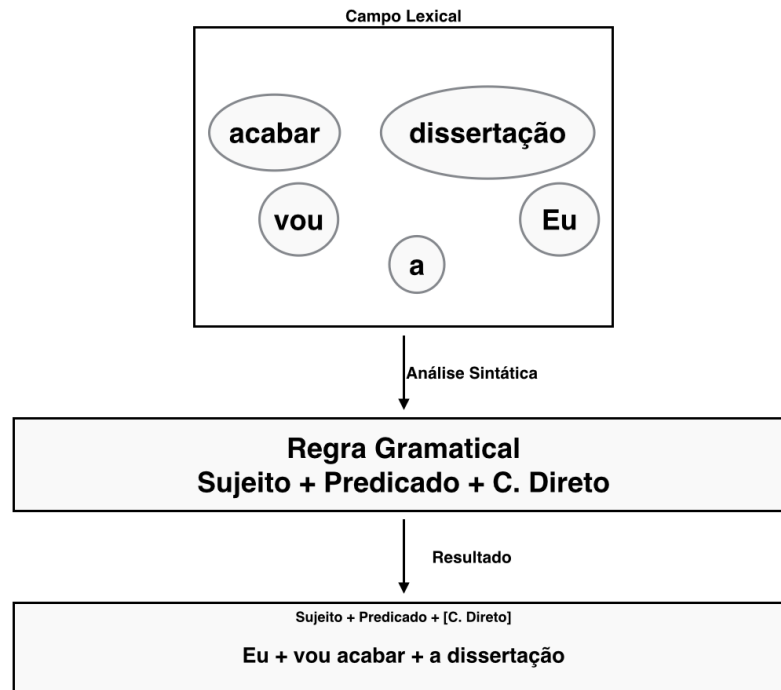 Campo Lexical
acabar
dissertação
vou
Eu
a
Análise Sintática
Regra Gramatical
Sujeito + Predicado + C. Direto
Resultado
Sujeito + Predicado + [C. Direto]
Eu + vou acabar + a dissertação